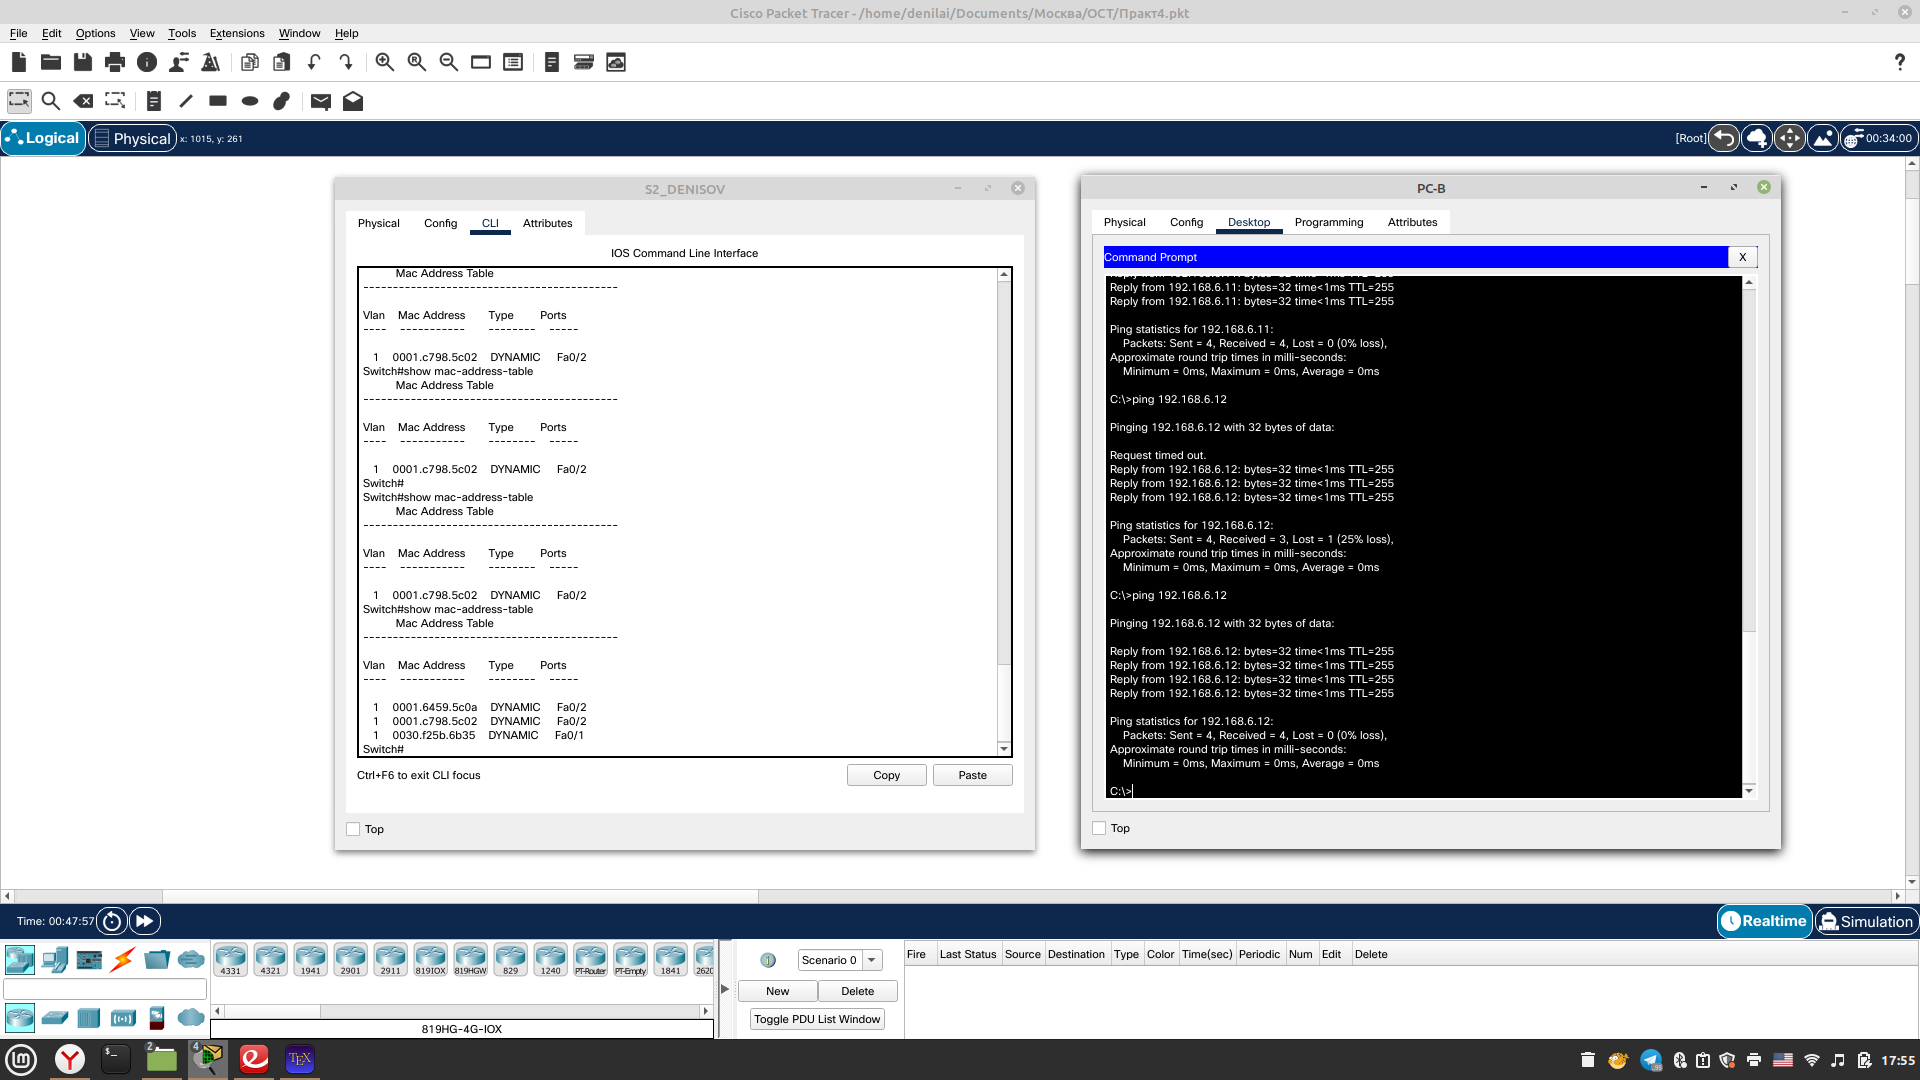 Cisco Packet Tracer - /home/denilai/Documents/Москва/ОСТ/Практ4.pkt
File Edit Options View Tools Extensions Window Help
Logical Physical x: 1015, y: 261 [Root] 00:34:00
S2_DENISOV
Physical Config CLI Attributes
IOS Command Line Interface
Mac Address Table
-------------------------------------------
Vlan Mac Address Type Ports
---- ----------- -------- -----
1 0001.c798.5c02 DYNAMIC Fa0/2
Switch#show mac-address-table
Mac Address Table
-------------------------------------------
Vlan Mac Address Type Ports
---- ----------- -------- -----
1 0001.c798.5c02 DYNAMIC Fa0/2
Switch#
Switch#show mac-address-table
Mac Address Table
-------------------------------------------
Vlan Mac Address Type Ports
---- ----------- -------- -----
1 0001.c798.5c02 DYNAMIC Fa0/2
Switch#show mac-address-table
Mac Address Table
-------------------------------------------
Vlan Mac Address Type Ports
---- ----------- -------- -----
1 0001.6459.5c0a DYNAMIC Fa0/2
1 0001.c798.5c02 DYNAMIC Fa0/2
1 0030.f25b.6b35 DYNAMIC Fa0/1
Switch#
Ctrl+F6 to exit CLI focus
Copy Paste
Top
PC-B
Physical Config Desktop Programming Attributes
Command Prompt X
Reply from 192.168.6.11: bytes=32 time<1ms TTL=255
Reply from 192.168.6.11: bytes=32 time<1ms TTL=255
Ping statistics for 192.168.6.11:
Packets: Sent = 4, Received = 4, Lost = 0 (0% loss),
Approximate round trip times in milli-seconds:
Minimum = 0ms, Maximum = 0ms, Average = 0ms
C:\>ping 192.168.6.12
Pinging 192.168.6.12 with 32 bytes of data:
Request timed out.
Reply from 192.168.6.12: bytes=32 time<1ms TTL=255
Reply from 192.168.6.12: bytes=32 time<1ms TTL=255
Reply from 192.168.6.12: bytes=32 time<1ms TTL=255
Ping statistics for 192.168.6.12:
Packets: Sent = 4, Received = 3, Lost = 1 (25% loss),
Approximate round trip times in milli-seconds:
Minimum = 0ms, Maximum = 0ms, Average = 0ms
C:\>ping 192.168.6.12
Pinging 192.168.6.12 with 32 bytes of data:
Reply from 192.168.6.12: bytes=32 time<1ms TTL=255
Reply from 192.168.6.12: bytes=32 time<1ms TTL=255
Reply from 192.168.6.12: bytes=32 time<1ms TTL=255
Reply from 192.168.6.12: bytes=32 time<1ms TTL=255
Ping statistics for 192.168.6.12:
Packets: Sent = 4, Received = 4, Lost = 0 (0% loss),
Approximate round trip times in milli-seconds:
Minimum = 0ms, Maximum = 0ms, Average = 0ms
C:\>
Top
Time: 00:47:57 Realtime Simulation
4331 4321 1941 2901 2911 819IOX 819HGW 829 1240 PT-Router PT-Empty 1841 2620
819HG-4G-IOX
Scenario 0
New Delete
Toggle PDU List Window
Fire Last Status Source Destination Type Color Time(sec) Periodic Num Edit Delete
2 4 TEX 17:55